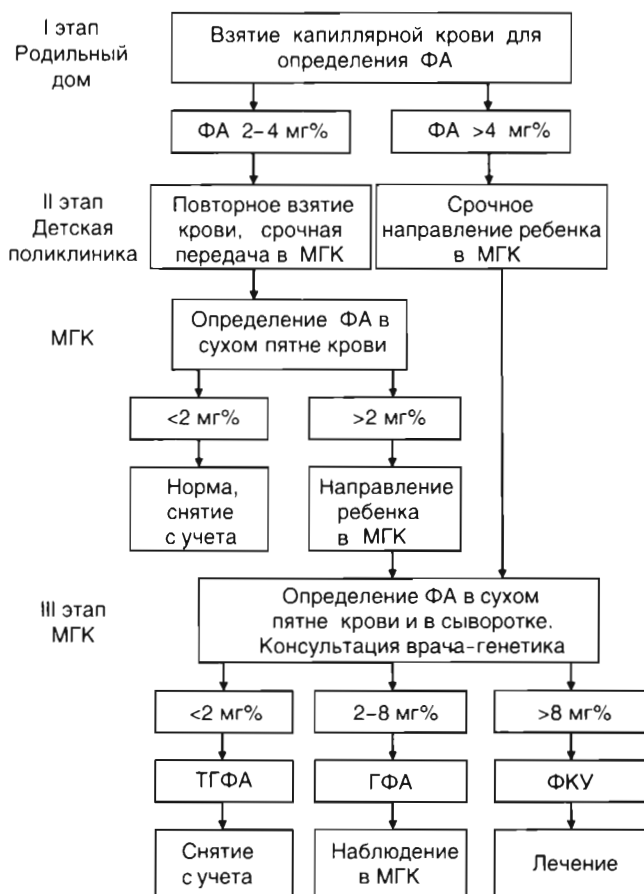 I этап
Родильный
дом
Взятие капиллярной крови для
определения ФА
ФА 2–4 мг%
ФА >4 мг%
II этап
Детская
поликлиника
Повторное взятие
крови, срочная
передача в МГК
Срочное
направление ребенка
в МГК
МГК
Определение ФА в
сухом пятне крови
<2 мг%
>2 мг%
Норма,
снятие
с учета
Направление
ребенка
в МГК
III этап
МГК
Определение ФА в сухом
пятне крови и в сыворотке.
Консультация врача-генетика
<2 мг%
2–8 мг%
>8 мг%
ТГФА
ГФА
ФКУ
Снятие
с учета
Наблюдение
в МГК
Лечение